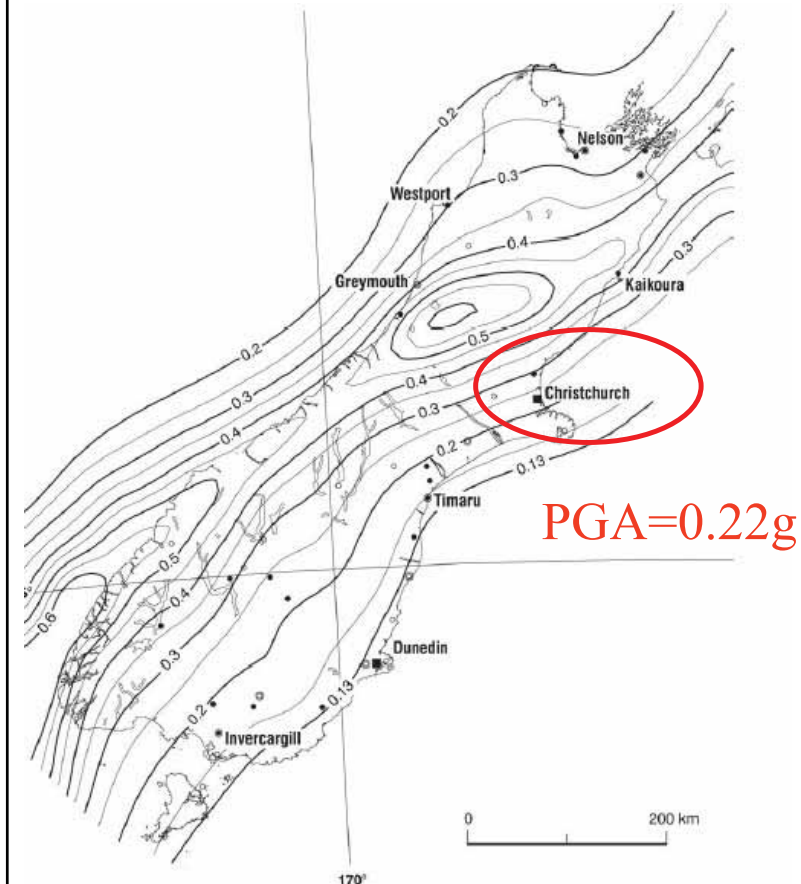 0.2
Nelson
0.3
Westport
0.4
0.3
Greymouth
Kaikoura
0.5
0.2
0.4
Christchurch
0.3
0.3
0.4
0.2
0.13
Timaru
PGA=0.22g
0.5
0.4
0.6
0.3
Dunedin
0.13
0.2
Invercargill
0
200 km
170°